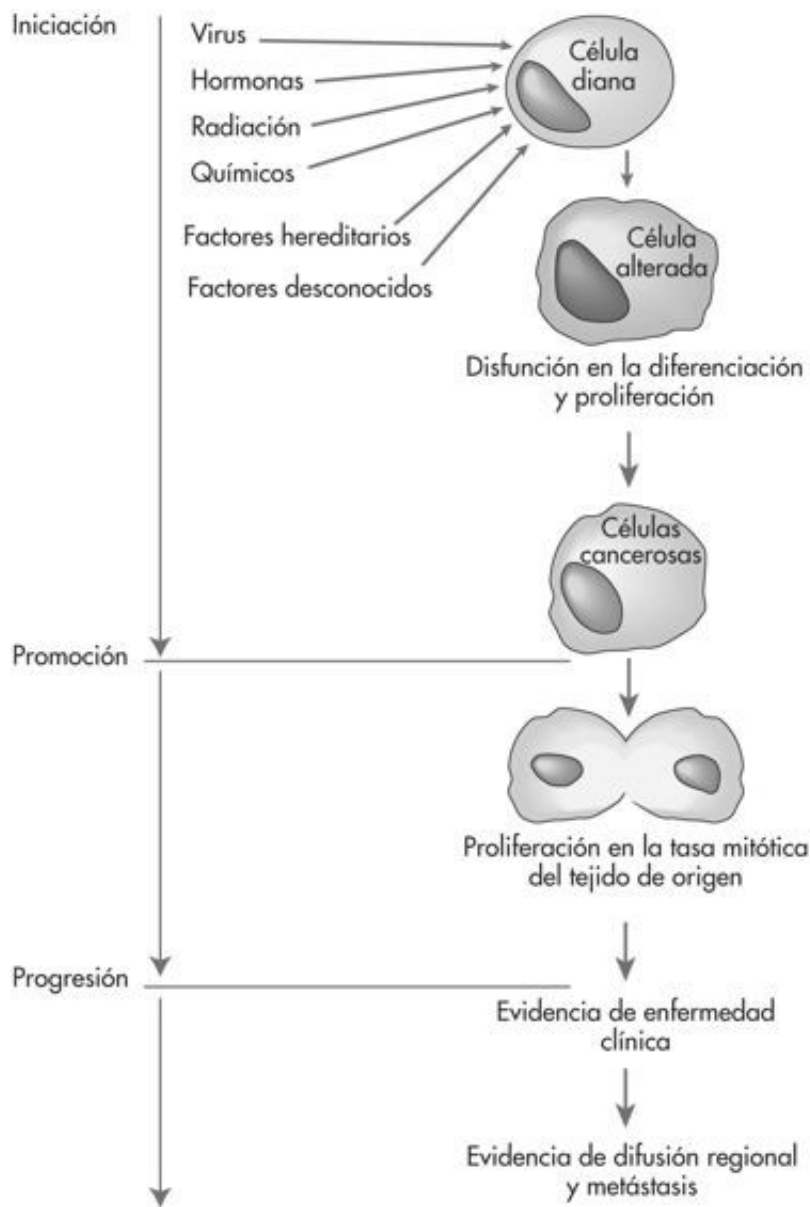 Iniciación
Virus
Hormonas
Radiación
Químicos
Factores hereditarios
Factores desconocidos
Célula
diana
Célula
alterada
Disfunción en la diferenciación
y proliferación
Células
cancerosas
Promoción
Proliferación en la tasa mitótica
del tejido de origen
Progresión
Evidencia de enfermedad
clínica
Evidencia de difusión regional
y metástasis